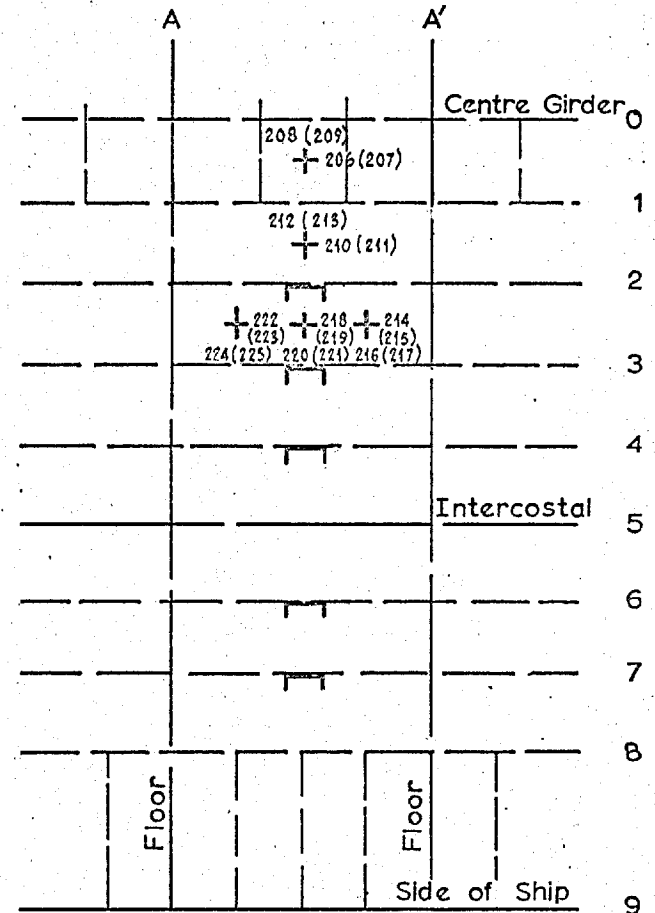 A A′
Centre Girder 0
208 (209)
206 (207)
1
212 (213)
210 (211)
2
222 218 214
(223) (219) (215)
224 (225) 220 (221) 216 (217)
3
4
Intercostal
5
6
7
8
Floor Floor
Side of Ship
9